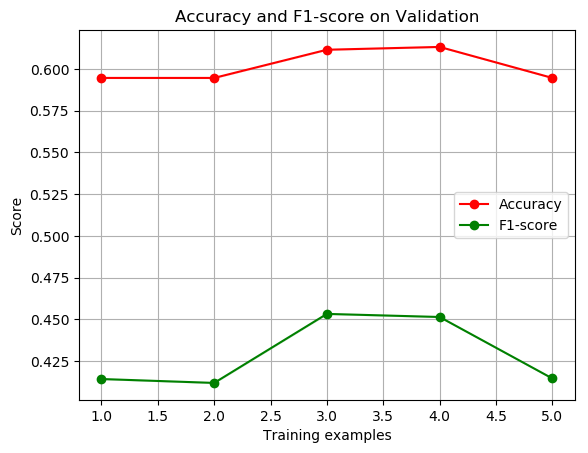 Accuracy and F1-score on Validation
Score
0.600
0.575
0.550
0.525
0.500
0.475
0.450
0.425
Accuracy
F1-score
1.0 1.5 2.0 2.5 3.0 3.5 4.0 4.5 5.0
Training examples